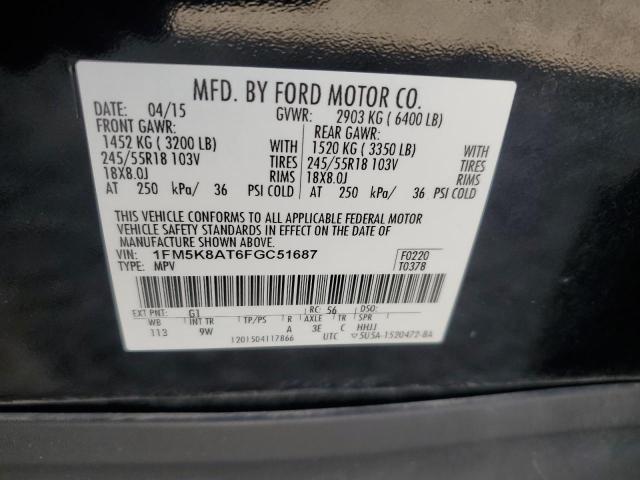 MFD. BY FORD MOTOR CO.
DATE: 04/15 GVWR: 2903 KG ( 6400 LB)
FRONT GAWR: REAR GAWR:
1452 KG ( 3200 LB) WITH 1520 KG ( 3350 LB) WITH
245/55R18 103V TIRES 245/55R18 103V TIRES
18X8.0J RIMS 18X8.0J RIMS
AT 250 kPa/ 36 PSI COLD AT 250 kPa/ 36 PSI COLD
THIS VEHICLE CONFORMS TO ALL APPLICABLE FEDERAL MOTOR
VEHICLE SAFETY STANDARDS IN EFFECT ON THE DATE OF
MANUFACTURE SHOWN ABOVE.
VIN: 1FM5K8AT6FGC51687 F0220
TYPE: MPV T0378
EXT PNT: G1 RC: 56 DSO:
WB INT TR TP/PS R AXLE TR SPR
113 9W A 3E C HHJJ
1201504117866 UTC 5U5A-1520472-BA